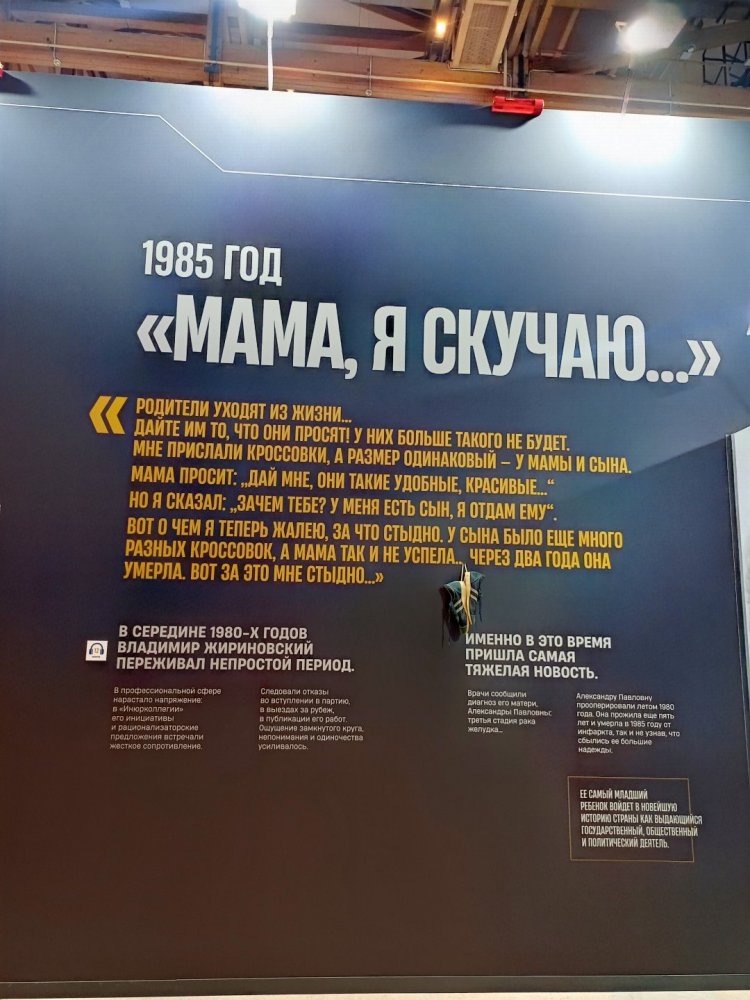 1985 ГОД
«МАМА, Я СКУЧАЮ...»
« РОДИТЕЛИ УХОДЯТ ИЗ ЖИЗНИ...
ДАЙТЕ ИМ ТО, ЧТО ОНИ ПРОСЯТ! У НИХ БОЛЬШЕ ТАКОГО НЕ БУДЕТ.
МНЕ ПРИСЛАЛИ КРОССОВКИ, А РАЗМЕР ОДИНАКОВЫЙ – У МАМЫ И СЫНА.
МАМА ПРОСИТ: „ДАЙ МНЕ, ОНИ ТАКИЕ УДОБНЫЕ, КРАСИВЫЕ...“
НО Я СКАЗАЛ: „ЗАЧЕМ ТЕБЕ? У МЕНЯ ЕСТЬ СЫН, Я ОТДАМ ЕМУ“.
ВОТ О ЧЕМ Я ТЕПЕРЬ ЖАЛЕЮ, ЗА ЧТО СТЫДНО. У СЫНА БЫЛО ЕЩЕ МНОГО
РАЗНЫХ КРОССОВОК, А МАМА ТАК И НЕ УСПЕЛА... ЧЕРЕЗ ДВА ГОДА ОНА
УМЕРЛА. ВОТ ЗА ЭТО МНЕ СТЫДНО...»
В СЕРЕДИНЕ 1980-Х ГОДОВ
ВЛАДИМИР ЖИРИНОВСКИЙ
ПЕРЕЖИВАЛ НЕПРОСТОЙ ПЕРИОД.
В профессиональной сфере
нарастало напряжение:
в «Инюрколлегии»
его инициативы
и рационализаторские
предложения встречали
жесткое сопротивление.
Следовали отказы
во вступлении в партию,
в выездах за рубеж,
в публикации его работ.
Ощущение замкнутого круга,
непонимания и одиночества
усиливалось.
ИМЕННО В ЭТО ВРЕМЯ
ПРИШЛА САМАЯ
ТЯЖЕЛАЯ НОВОСТЬ.
Врачи сообщили
диагноз его матери,
Александры Павловны:
третья стадия рака
желудка...
Александру Павловну
прооперировали летом 1980
года. Она прожила еще пять
лет и умерла в 1985 году от
инфаркта, так и не узнав, что
сбылись ее большие
надежды.
ЕЕ САМЫЙ МЛАДШИЙ
РЕБЕНОК ВОЙДЕТ В НОВЕЙШУЮ
ИСТОРИЮ СТРАНЫ КАК ВЫДАЮЩИЙСЯ
ГОСУДАРСТВЕННЫЙ, ОБЩЕСТВЕННЫЙ
И ПОЛИТИЧЕСКИЙ ДЕЯТЕЛЬ.